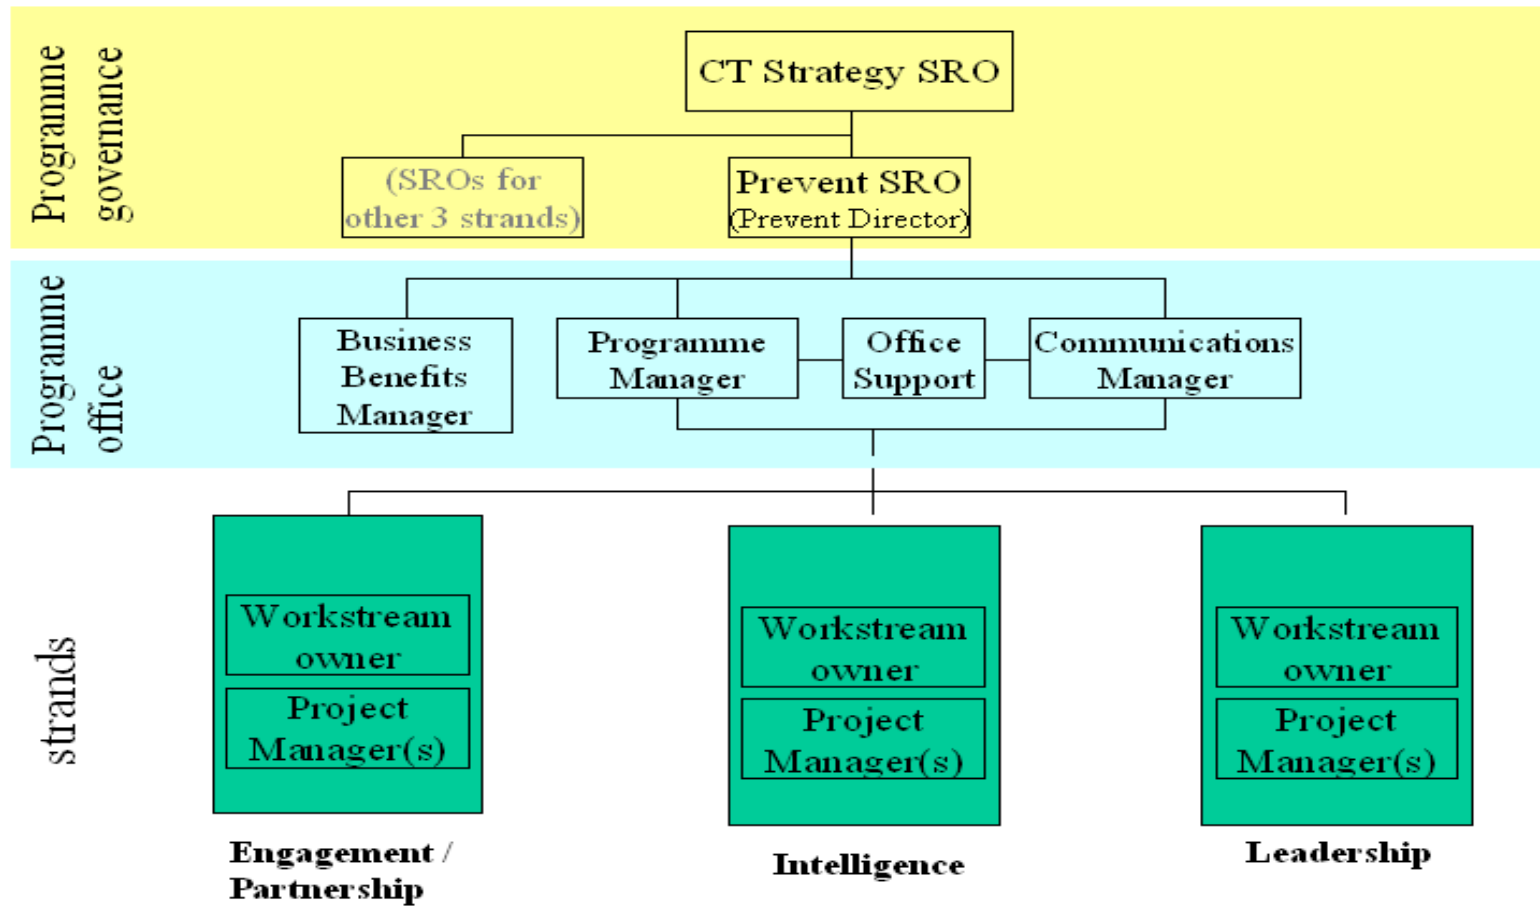 Programme
governance
CT Strategy SRO
(SROs for
other 3 strands)
Prevent SRO
(Prevent Director)
Programme
office
Business
Benefits
Manager
Programme
Manager
Office
Support
Communications
Manager
strands
Workstream
owner
Project
Manager(s)
Engagement /
Partnership
Workstream
owner
Project
Manager(s)
Intelligence
Workstream
owner
Project
Manager(s)
Leadership